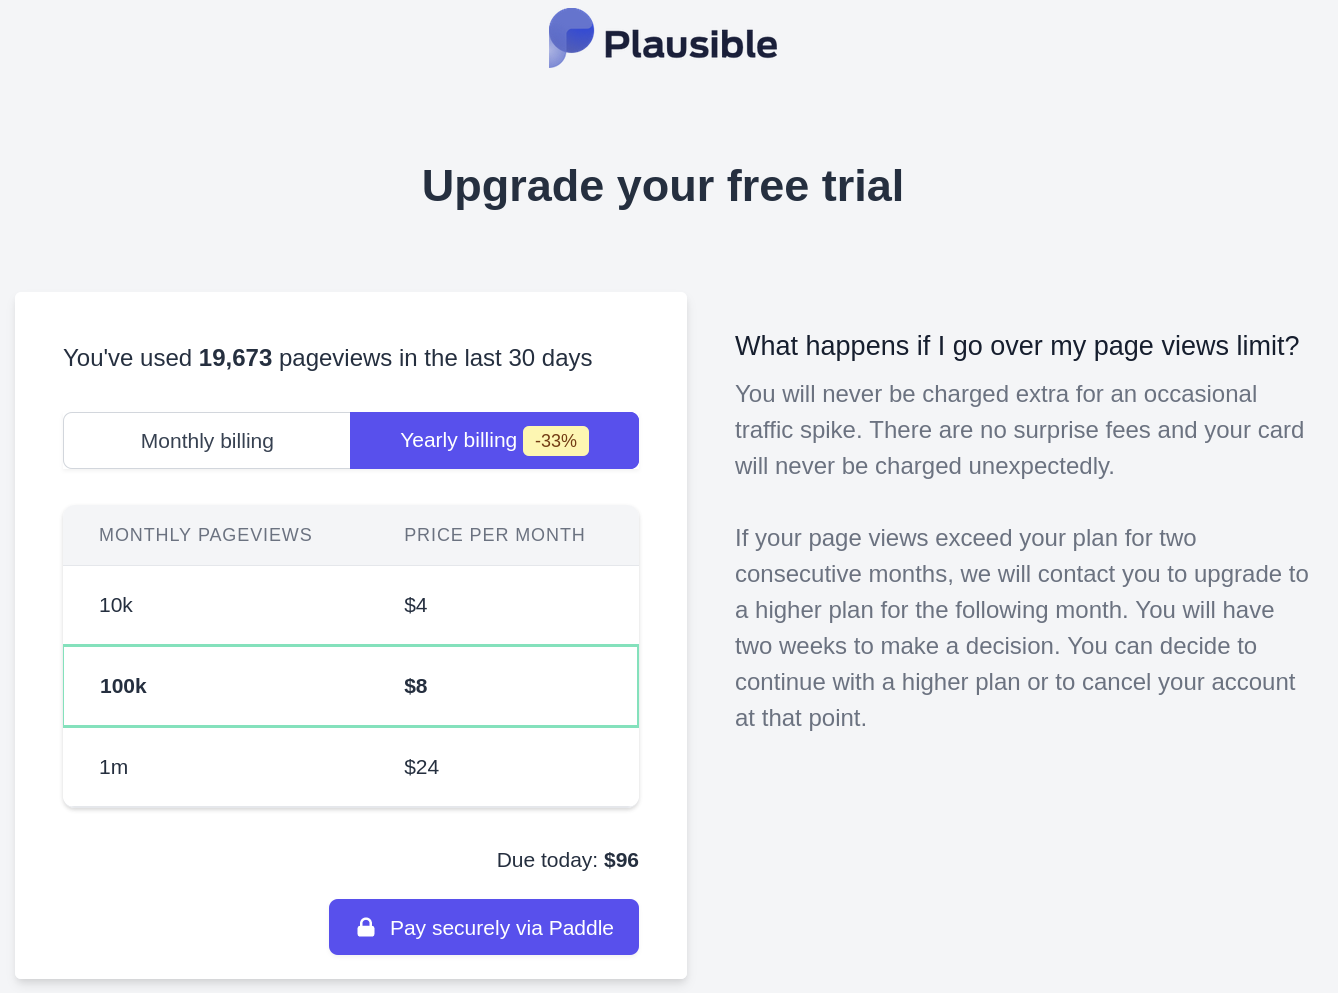 Plausible
Upgrade your free trial
You've used 19,673 pageviews in the last 30 days
Monthly billing
Yearly billing -33%
MONTHLY PAGEVIEWS PRICE PER MONTH
10k $4
100k $8
1m $24
Due today: $96
Pay securely via Paddle
What happens if I go over my page views limit?
You will never be charged extra for an occasional
traffic spike. There are no surprise fees and your card
will never be charged unexpectedly.
If your page views exceed your plan for two
consecutive months, we will contact you to upgrade to
a higher plan for the following month. You will have
two weeks to make a decision. You can decide to
continue with a higher plan or to cancel your account
at that point.